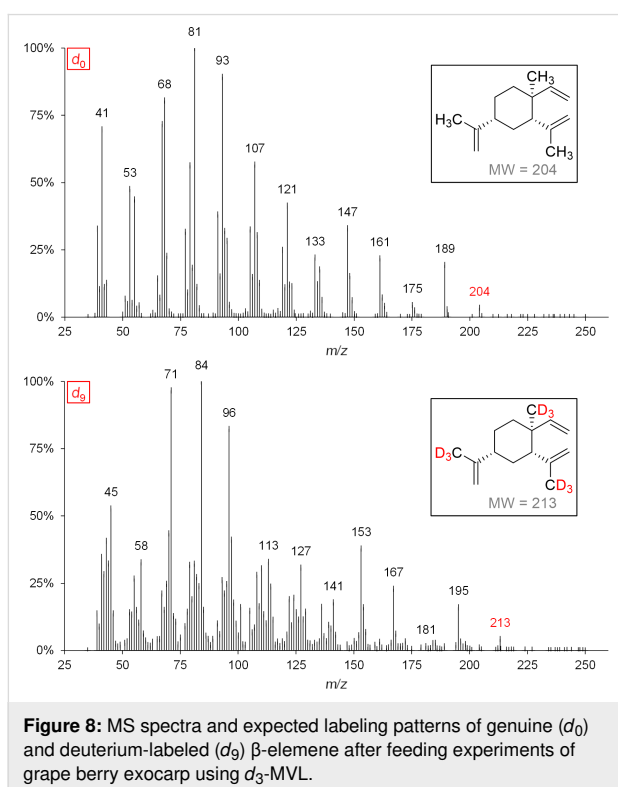 d0
100%
75%
50%
25%
0%
41
53
68
81
93
107
121
133
147
161
175
189
204
CH3
H3C
CH3
MW = 204
25 50 75 100 125 150 175 200 225 250
m/z
d9
100%
75%
50%
25%
0%
45
58
71
84
96
113
127
141
153
167
181
195
213
CD3
D3C
CD3
MW = 213
25 50 75 100 125 150 175 200 225 250
m/z
Figure 8: MS spectra and expected labeling patterns of genuine (d0)
and deuterium-labeled (d9) β-elemene after feeding experiments of
grape berry exocarp using d3-MVL.